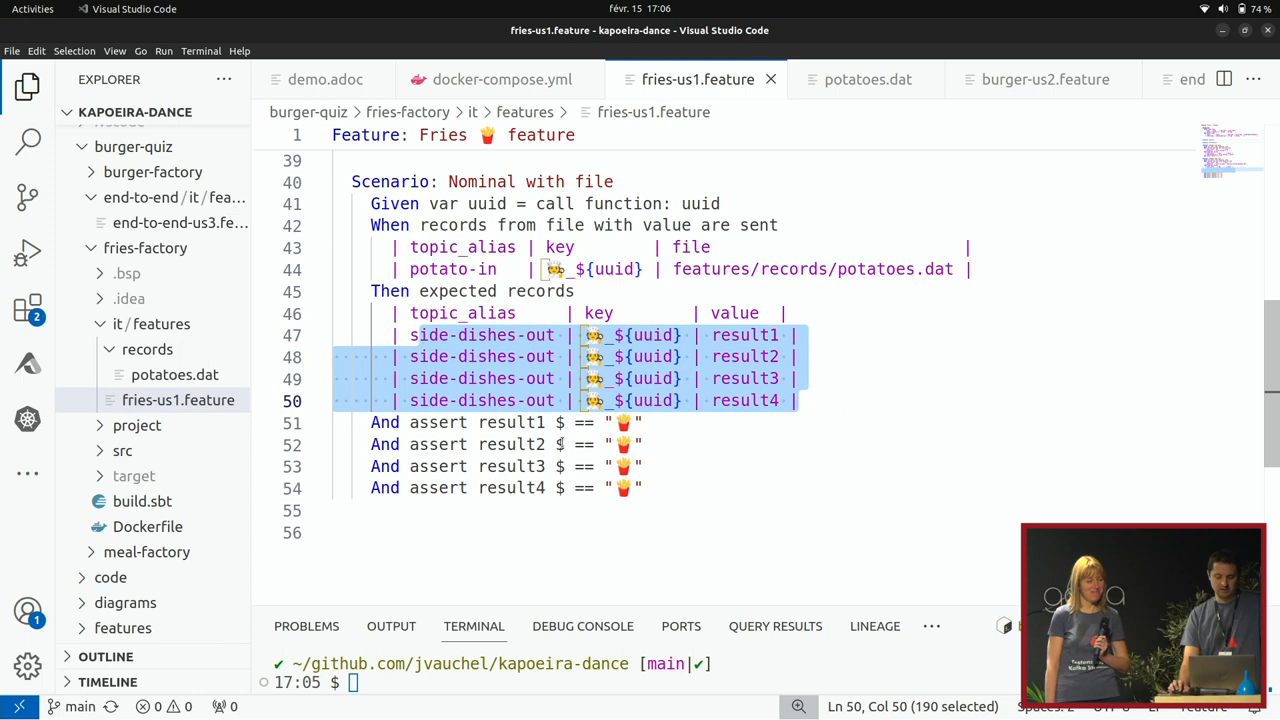 Activities
Visual Studio Code
févr. 15 17:06
74 %
fries-us1.feature - kapoeira-dance - Visual Studio Code
File Edit Selection View Go Run Terminal Help
EXPLORER
demo.adoc
docker-compose.yml
fries-us1.feature
potatoes.dat
burger-us2.feature
end
KAPOEIRA-DANCE
burger-quiz
burger-factory
end-to-end / it / fea...
end-to-end-us3.fe...
fries-factory
.bsp
.idea
it / features
records
potatoes.dat
fries-us1.feature
project
src
target
build.sbt
Dockerfile
meal-factory
code
diagrams
features
OUTLINE
TIMELINE
2
1
burger-quiz > fries-factory > it > features > fries-us1.feature
1 Feature: Fries 🍟 feature
39
40 Scenario: Nominal with file
41 Given var uuid = call function: uuid
42 When records from file with value are sent
43 | topic_alias | key | file |
44 | potato-in | 🧑‍🍳_${uuid} | features/records/potatoes.dat |
45 Then expected records
46 | topic_alias | key | value |
47 | side-dishes-out | 🧑‍🍳_${uuid} | result1 |
48 | side-dishes-out | 🧑‍🍳_${uuid} | result2 |
49 | side-dishes-out | 🧑‍🍳_${uuid} | result3 |
50 | side-dishes-out | 🧑‍🍳_${uuid} | result4 |
51 And assert result1 $ == "🍟"
52 And assert result2 $ == "🍟"
53 And assert result3 $ == "🍟"
54 And assert result4 $ == "🍟"
55
56
PROBLEMS OUTPUT TERMINAL DEBUG CONSOLE PORTS QUERY RESULTS LINEAGE
✔ ~/github.com/jvauchel/kapoeira-dance [main|✔]
17:05 $
main
0 0
0
Ln 50, Col 50 (190 selected)